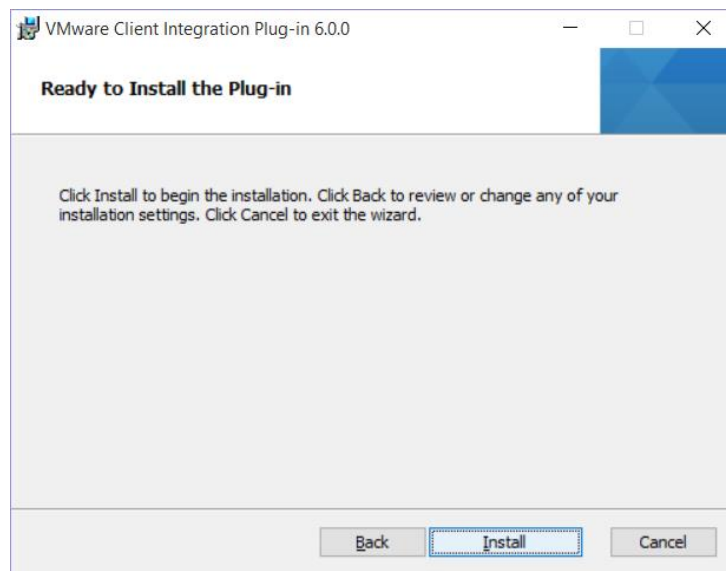 VMware Client Integration Plug-in 6.0.0
Ready to Install the Plug-in
Click Install to begin the installation. Click Back to review or change any of your
installation settings. Click Cancel to exit the wizard.
Back Install Cancel